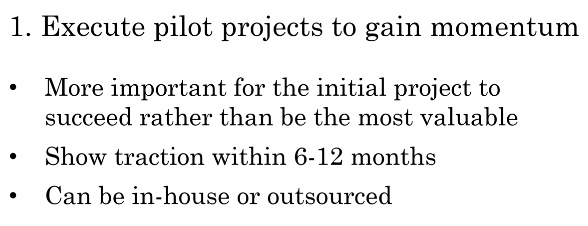 1. Execute pilot projects to gain momentum
• More important for the initial project to
succeed rather than be the most valuable
• Show traction within 6-12 months
• Can be in-house or outsourced